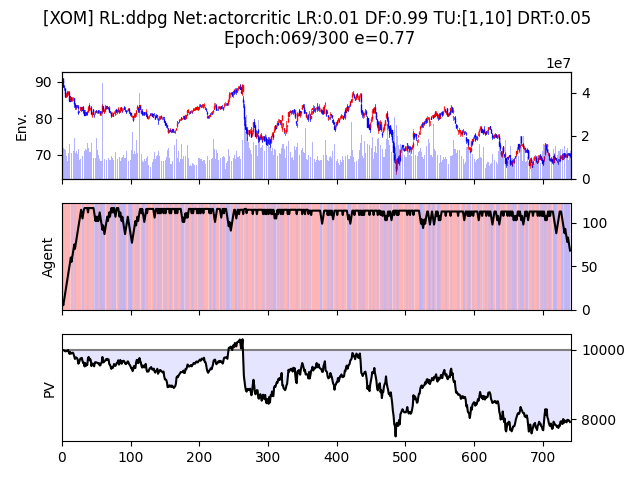 [XOM] RL:ddpg Net:actorcritic LR:0.01 DF:0.99 TU:[1,10] DRT:0.05
Epoch:069/300 e=0.77
1e7
90
80
70
Env.
4
2
0
Agent
100
50
0
PV
10000
8000
0 100 200 300 400 500 600 700